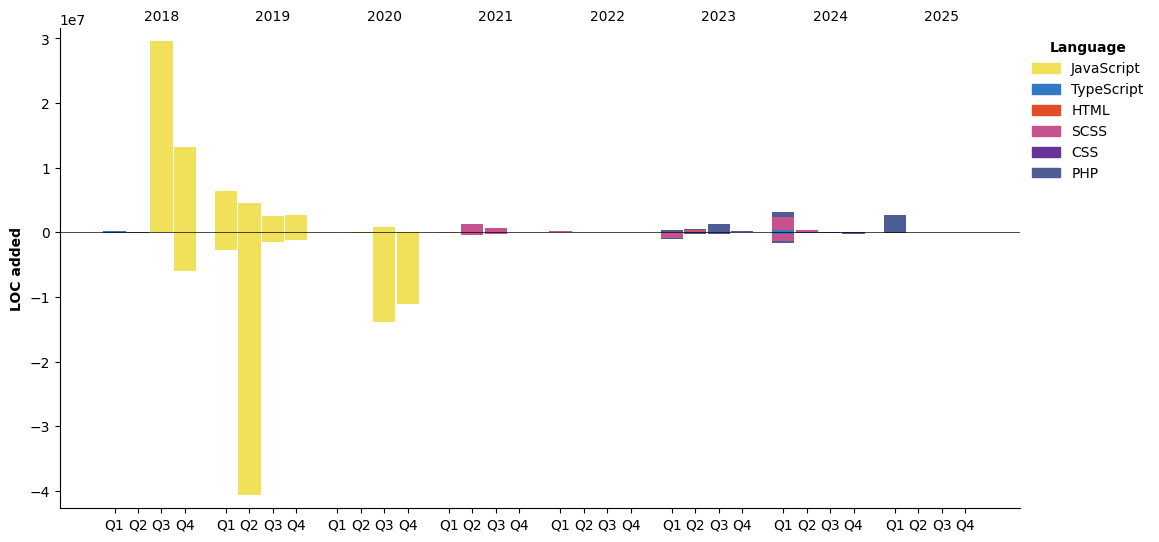 1e7
2018 2019 2020 2021 2022 2023 2024 2025
3
2
1
0
−1
−2
−3
−4
LOC added
Q1 Q2 Q3 Q4 Q1 Q2 Q3 Q4 Q1 Q2 Q3 Q4 Q1 Q2 Q3 Q4 Q1 Q2 Q3 Q4 Q1 Q2 Q3 Q4 Q1 Q2 Q3 Q4 Q1 Q2 Q3 Q4
Language
JavaScript
TypeScript
HTML
SCSS
CSS
PHP